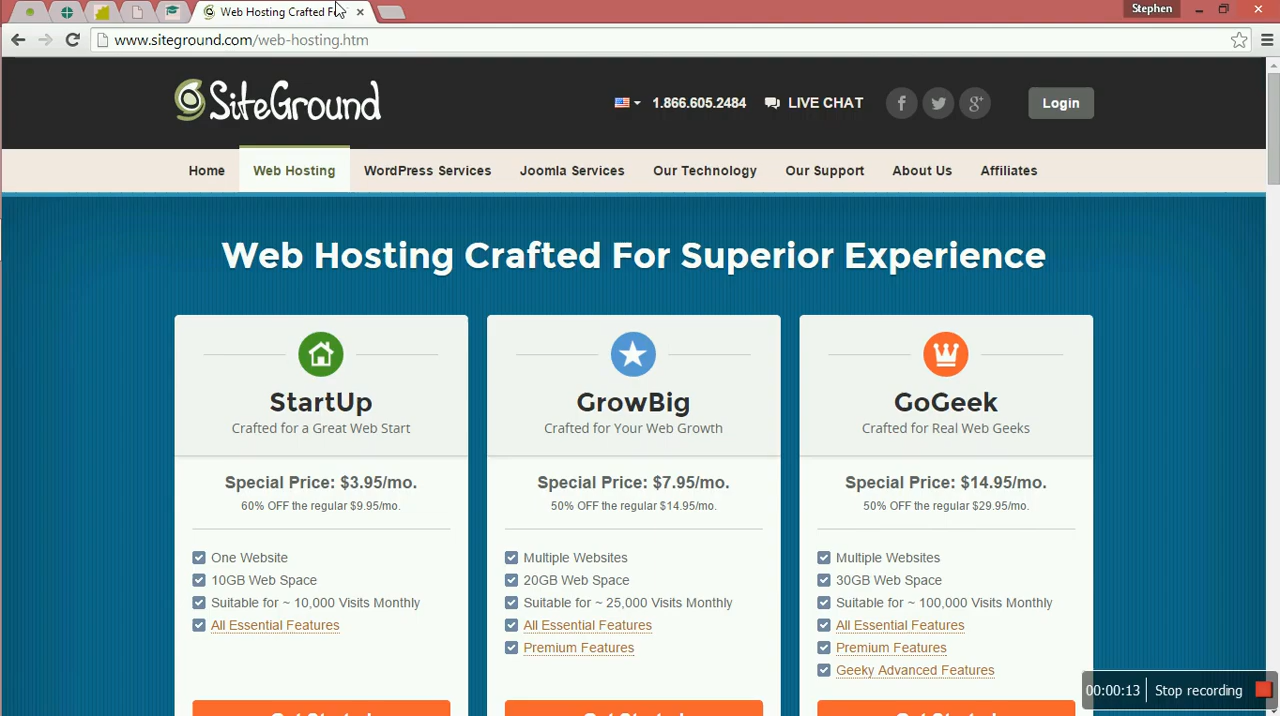 Web Hosting Crafted F
Stephen
www.siteground.com/web-hosting.htm
SiteGround
1.866.605.2484
LIVE CHAT
Login
Home
Web Hosting
WordPress Services
Joomla Services
Our Technology
Our Support
About Us
Affiliates
Web Hosting Crafted For Superior Experience
StartUp
Crafted for a Great Web Start
Special Price: $3.95/mo.
60% OFF the regular $9.95/mo.
One Website
10GB Web Space
Suitable for ~ 10,000 Visits Monthly
All Essential Features
GrowBig
Crafted for Your Web Growth
Special Price: $7.95/mo.
50% OFF the regular $14.95/mo.
Multiple Websites
20GB Web Space
Suitable for ~ 25,000 Visits Monthly
All Essential Features
Premium Features
GoGeek
Crafted for Real Web Geeks
Special Price: $14.95/mo.
50% OFF the regular $29.95/mo.
Multiple Websites
30GB Web Space
Suitable for ~ 100,000 Visits Monthly
All Essential Features
Premium Features
Geeky Advanced Features
00:00:13
Stop recording